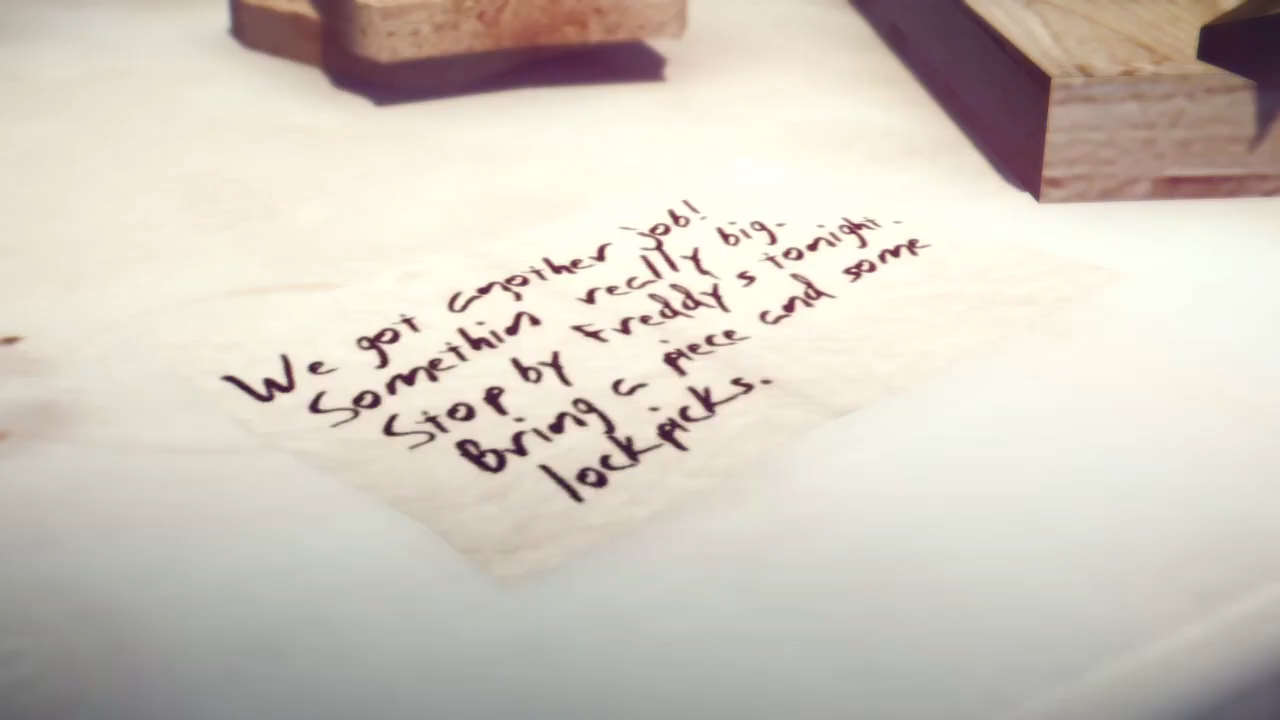 We got another job!
Somethin really big.
Stop by Freddy's tonight.
Bring a piece and some
lockpicks.